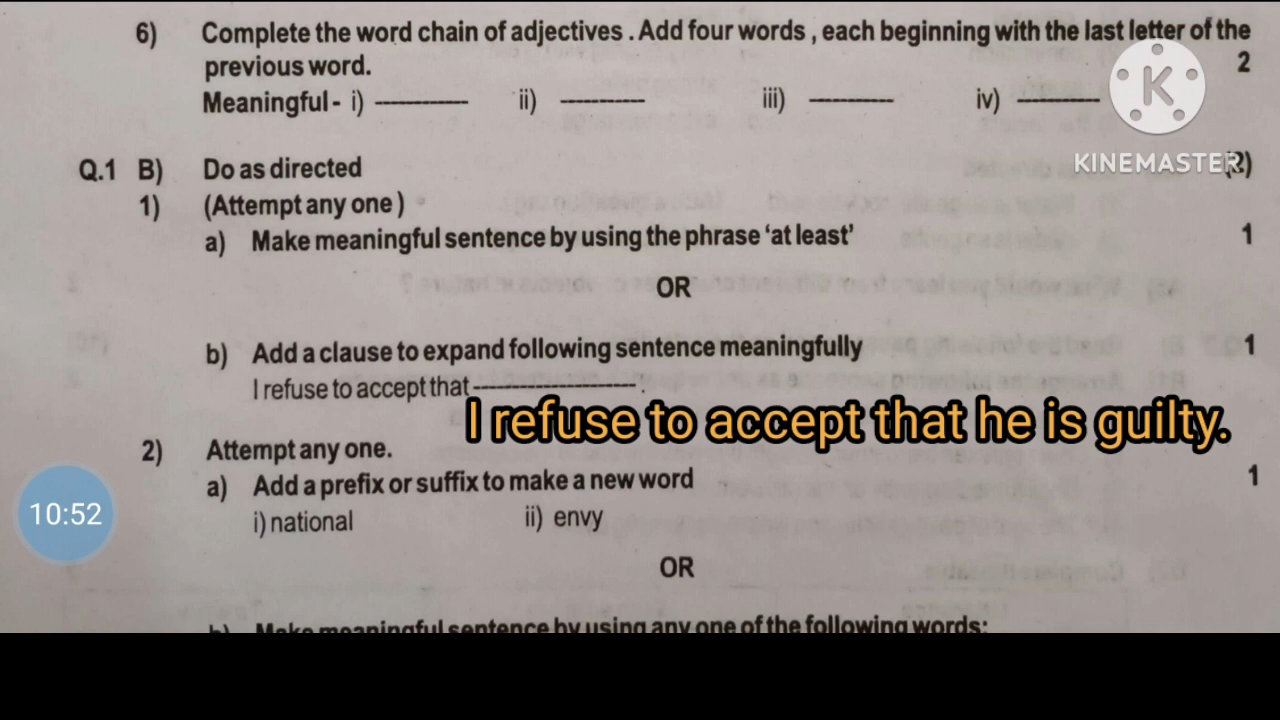 6) Complete the word chain of adjectives . Add four words , each beginning with the last letter of the
previous word. 2
Meaningful - i) ---------- ii) ---------- iii) ---------- iv) ----------
K
KINEMASTER
Q.1 B) Do as directed
1) (Attempt any one )
a) Make meaningful sentence by using the phrase ‘at least’ 1
OR
b) Add a clause to expand following sentence meaningfully 1
I refuse to accept that -------------------- .
I refuse to accept that he is guilty.
2) Attempt any one.
a) Add a prefix or suffix to make a new word 1
10:52
i) national ii) envy
OR
b) Make meaningful sentence by using any one of the following words: